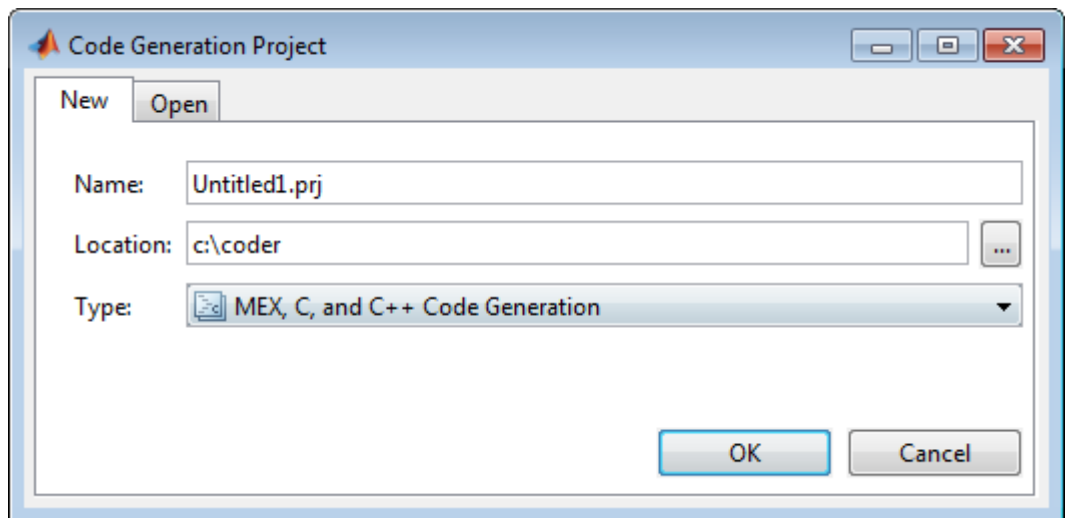 Code Generation Project
New Open
Name: Untitled1.prj
Location: c:\coder ...
Type: MEX, C, and C++ Code Generation
OK Cancel